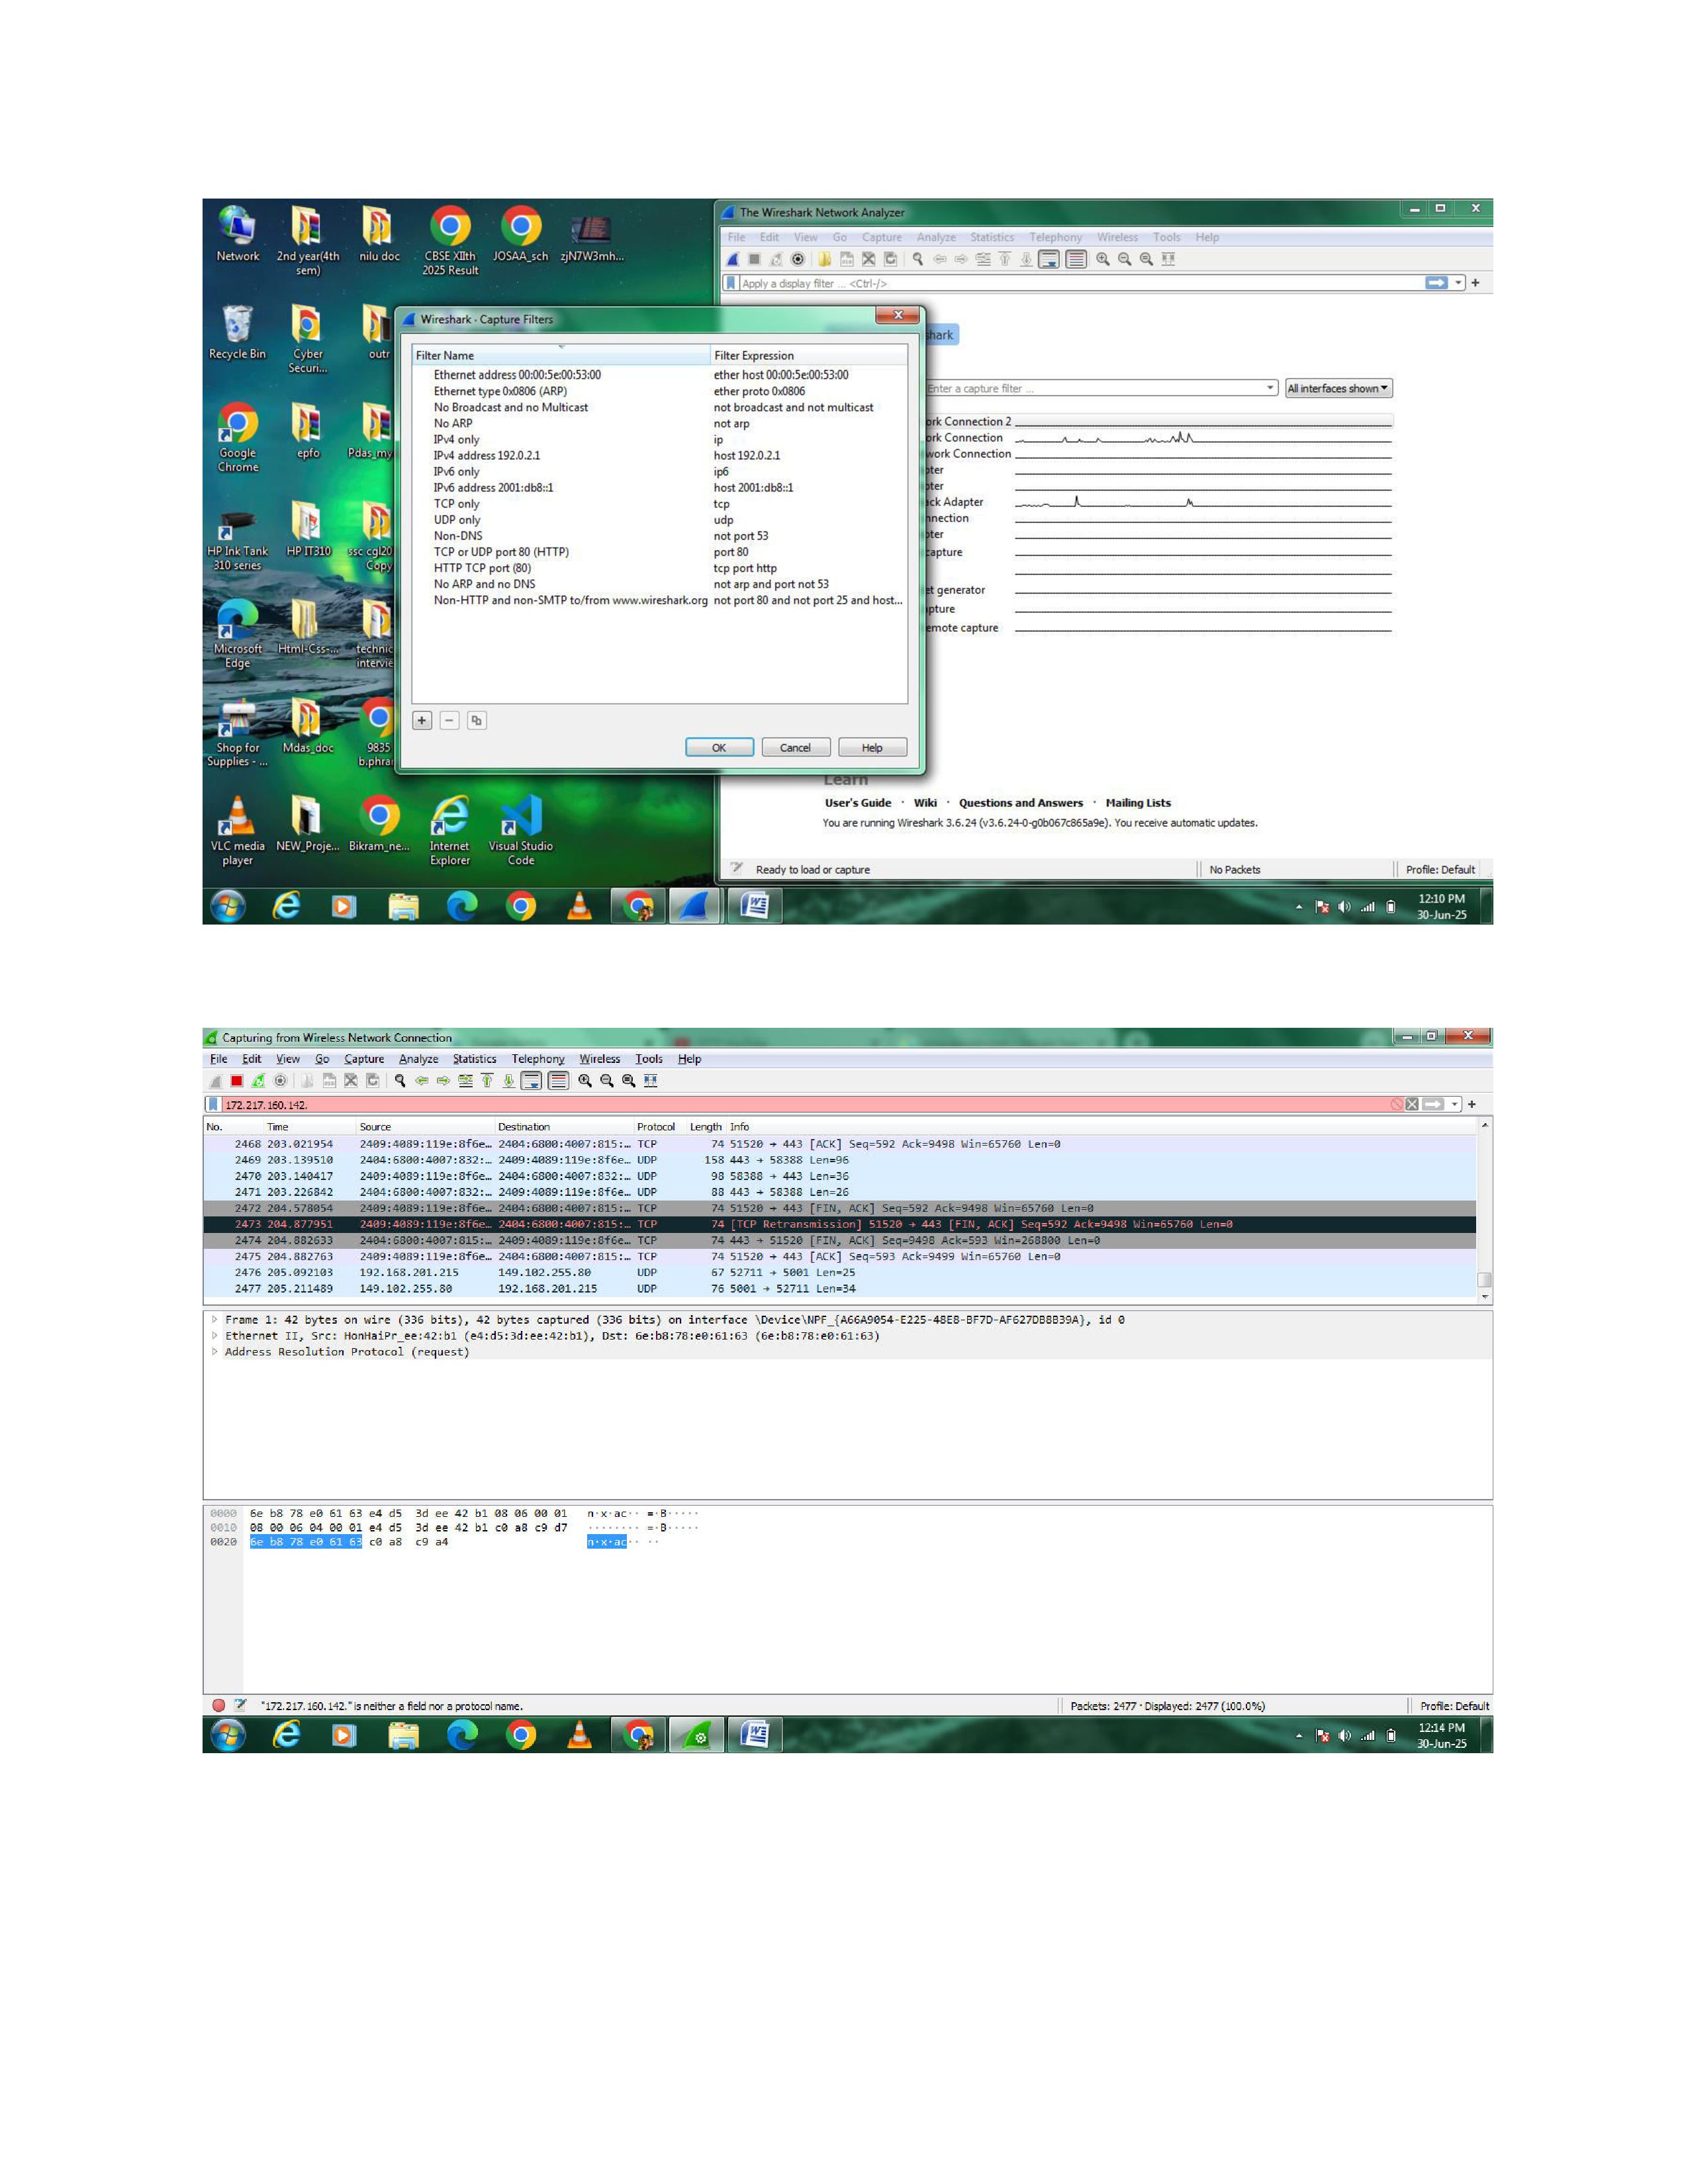 Network
2nd year(4th sem)
nilu doc
CBSE XIIth 2025 Result
JOSAA_sch
zjN7W3mh...
Recycle Bin
Cyber Securi...
outr
Google Chrome
epfo
Pdas_my
HP Ink Tank 310 series
HP IT310
ssc cgl20 Copy
Microsoft Edge
Html-Css-...
technic intervie
Shop for Supplies - ...
Mdas_doc
9835 b.phra
VLC media player
NEW_Proje...
Bikram_ne...
Internet Explorer
Visual Studio Code
The Wireshark Network Analyzer
File Edit View Go Capture Analyze Statistics Telephony Wireless Tools Help
Apply a display filter ... <Ctrl-/>
Wireshark - Capture Filters
Filter Name Filter Expression
Ethernet address 00:00:5e:00:53:00 ether host 00:00:5e:00:53:00
Ethernet type 0x0806 (ARP) ether proto 0x0806
No Broadcast and no Multicast not broadcast and not multicast
No ARP not arp
IPv4 only ip
IPv4 address 192.0.2.1 host 192.0.2.1
IPv6 only ip6
IPv6 address 2001:db8::1 host 2001:db8::1
TCP only tcp
UDP only udp
Non-DNS not port 53
TCP or UDP port 80 (HTTP) port 80
HTTP TCP port (80) tcp port http
No ARP and no DNS not arp and port not 53
Non-HTTP and non-SMTP to/from www.wireshark.org not port 80 and not port 25 and host...
OK Cancel Help
shark
Enter a capture filter ... All interfaces shown
ork Connection 2
ork Connection
work Connection
pter
pter
ack Adapter
nnection
pter
capture
et generator
apture
emote capture
Learn
User's Guide · Wiki · Questions and Answers · Mailing Lists
You are running Wireshark 3.6.24 (v3.6.24-0-g0b067c865a9e). You receive automatic updates.
Ready to load or capture No Packets Profile: Default
12:10 PM
30-Jun-25
Capturing from Wireless Network Connection
File Edit View Go Capture Analyze Statistics Telephony Wireless Tools Help
172.217.160.142.
No. Time Source Destination Protocol Length Info
2468 203.021954 2409:4089:119e:8f6e… 2404:6800:4007:815:… TCP 74 51520 → 443 [ACK] Seq=592 Ack=9498 Win=65760 Len=0
2469 203.139510 2404:6800:4007:832:… 2409:4089:119e:8f6e… UDP 158 443 → 58388 Len=96
2470 203.140417 2409:4089:119e:8f6e… 2404:6800:4007:832:… UDP 98 58388 → 443 Len=36
2471 203.226842 2404:6800:4007:832:… 2409:4089:119e:8f6e… UDP 88 443 → 58388 Len=26
2472 204.578054 2409:4089:119e:8f6e… 2404:6800:4007:815:… TCP 74 51520 → 443 [FIN, ACK] Seq=592 Ack=9498 Win=65760 Len=0
2473 204.877951 2409:4089:119e:8f6e… 2404:6800:4007:815:… TCP 74 [TCP Retransmission] 51520 → 443 [FIN, ACK] Seq=592 Ack=9498 Win=65760 Len=0
2474 204.882633 2404:6800:4007:815:… 2409:4089:119e:8f6e… TCP 74 443 → 51520 [FIN, ACK] Seq=9498 Ack=593 Win=268800 Len=0
2475 204.882763 2409:4089:119e:8f6e… 2404:6800:4007:815:… TCP 74 51520 → 443 [ACK] Seq=593 Ack=9499 Win=65760 Len=0
2476 205.092103 192.168.201.215 149.102.255.80 UDP 67 52711 → 5001 Len=25
2477 205.211489 149.102.255.80 192.168.201.215 UDP 76 5001 → 52711 Len=34
Frame 1: 42 bytes on wire (336 bits), 42 bytes captured (336 bits) on interface \Device\NPF_{A66A9054-E225-48E8-BF7D-AF627DB8B39A}, id 0
Ethernet II, Src: HonHaiPr_ee:42:b1 (e4:d5:3d:ee:42:b1), Dst: 6e:b8:78:e0:61:63 (6e:b8:78:e0:61:63)
Address Resolution Protocol (request)
0000 6e b8 78 e0 61 63 e4 d5 3d ee 42 b1 08 06 00 01 n·x·ac·· =·B·····
0010 08 00 06 04 00 01 e4 d5 3d ee 42 b1 c0 a8 c9 d7 ········ =·B·····
0020 6e b8 78 e0 61 63 c0 a8 c9 a4 n·x·ac·· ··
"172.217.160.142." is neither a field nor a protocol name. Packets: 2477 · Displayed: 2477 (100.0%) Profile: Default
12:14 PM
30-Jun-25